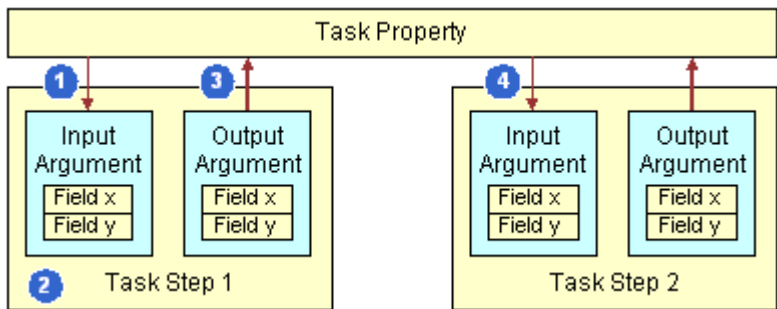 Task Property
1
3
4
Input
Argument
Field x
Field y
Output
Argument
Field x
Field y
2
Task Step 1
Input
Argument
Field x
Field y
Output
Argument
Field x
Field y
Task Step 2